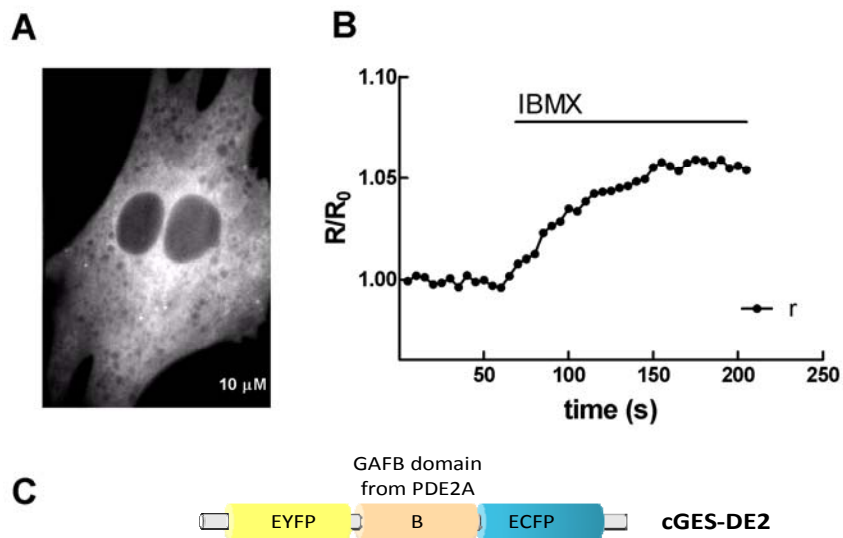 A
10 µM
B
1.10
1.05
1.00
R/R0
IBMX
r
50
100
150
200
250
time (s)
C
GAFB domain
from PDE2A
EYFP
B
ECFP
cGES-DE2